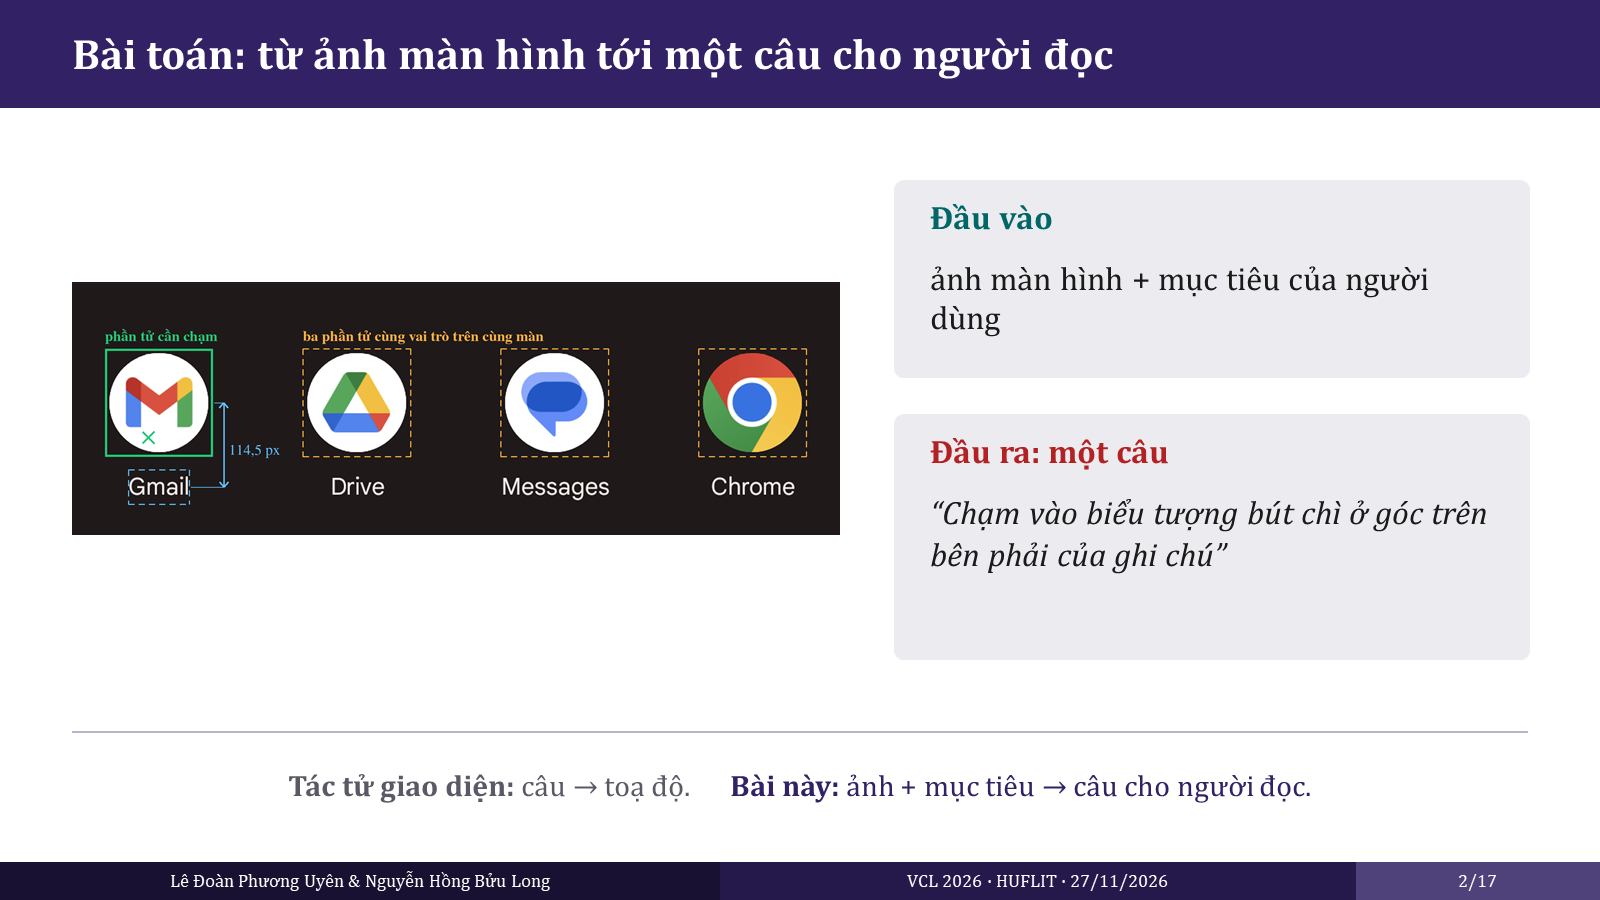 Bài toán: từ ảnh màn hình tới một câu cho người đọc
phần tử cần chạm
ba phần tử cùng vai trò trên cùng màn
114,5 px
Gmail
Drive
Messages
Chrome
Đầu vào
ảnh màn hình + mục tiêu của người
dùng
Đầu ra: một câu
“Chạm vào biểu tượng bút chì ở góc trên
bên phải của ghi chú”
Tác tử giao diện: câu → toạ độ. Bài này: ảnh + mục tiêu → câu cho người đọc.
Lê Đoàn Phương Uyên & Nguyễn Hồng Bửu Long
VCL 2026 · HUFLIT · 27/11/2026
2/17